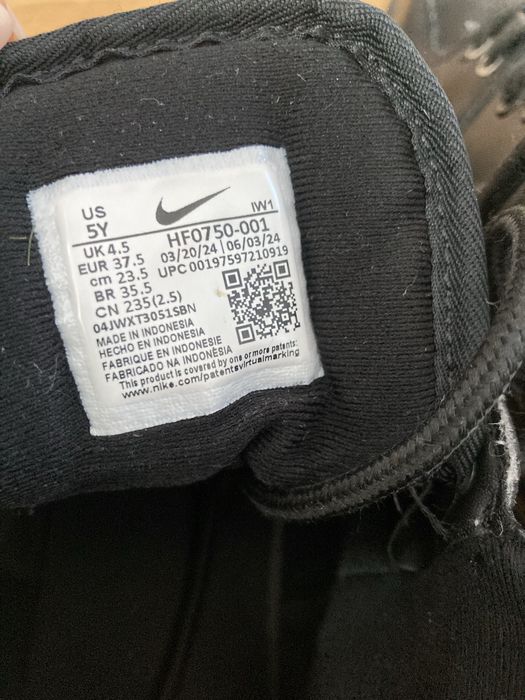 US
5Y
IW1
UK 4.5
HF0750-001
EUR 37.5
03/20/24 | 06/03/24
cm 23.5
UPC 00197597210919
BR 35.5
CN 235(2.5)
04JWXT3051SBN
MADE IN INDONESIA
HECHO EN INDONESIA
FABRIQUE EN INDONESIE
FABRICADO NA INDONÉSIA
This product is covered by one or more patents:
www.nike.com/patentsvirtualmarking